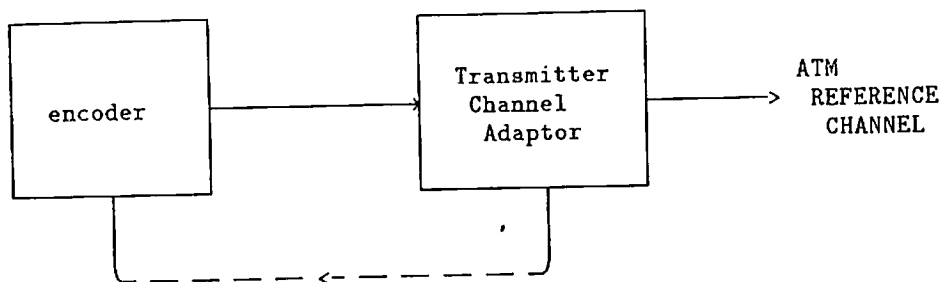 encoder
Transmitter
Channel
Adaptor
ATM
REFERENCE
CHANNEL